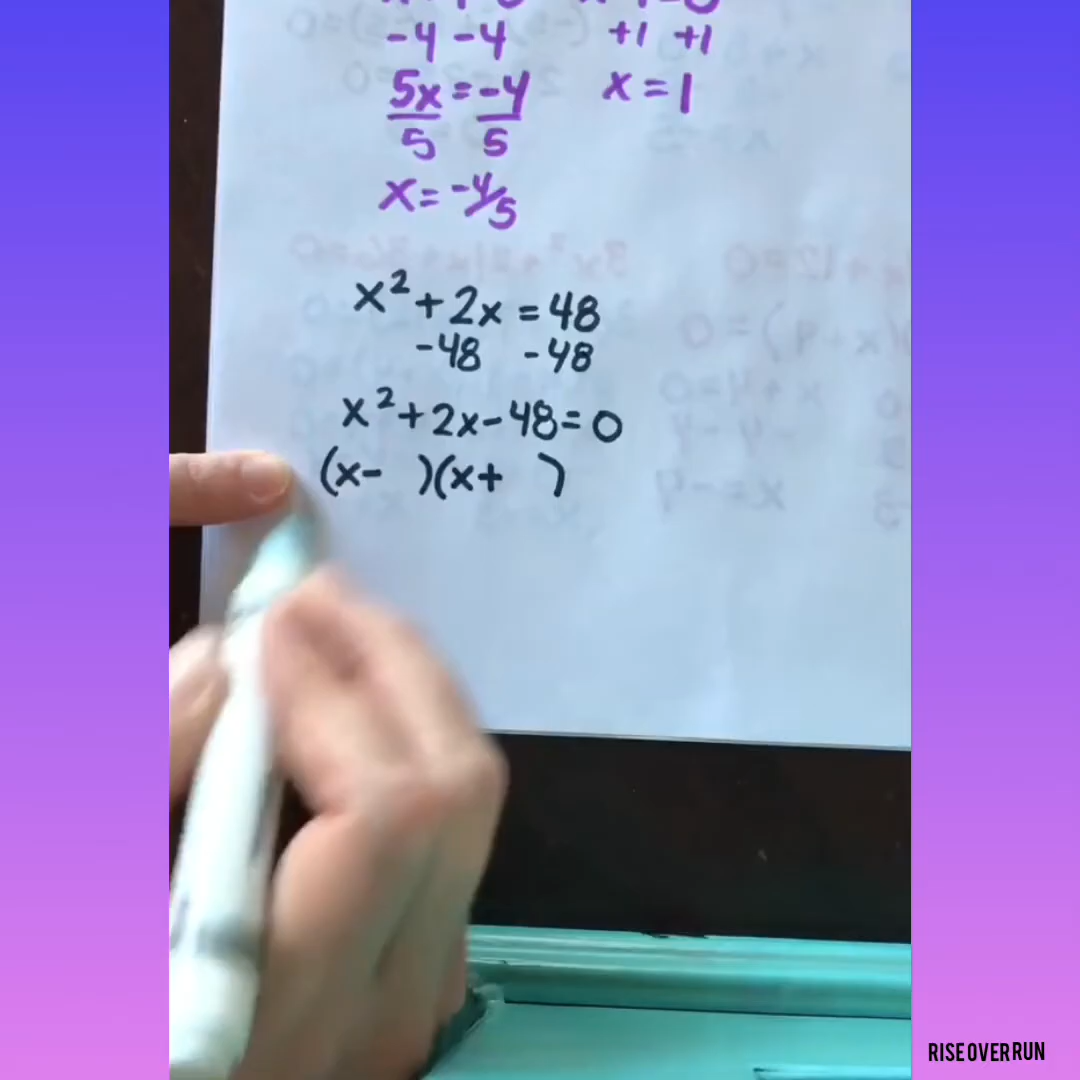 -4 -4 +1 +1
5x = -4 x = 1
5 5
x = -4/5
x² + 2x = 48
-48 -48
x² + 2x - 48 = 0
(x- )(x+ )
RISE OVER RUN